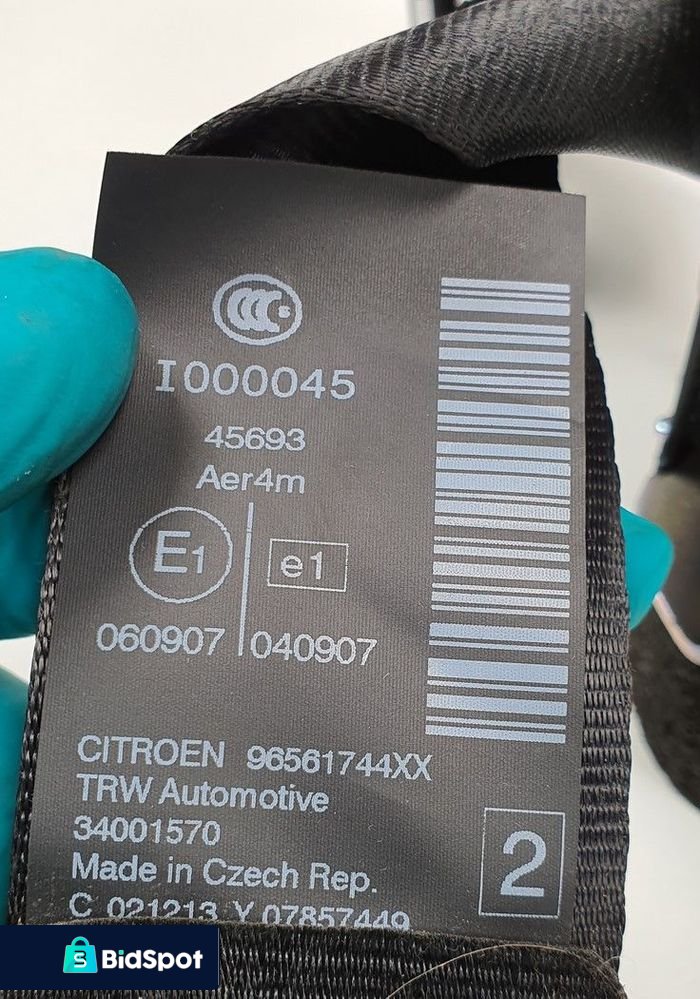 CCC S
I000045
45693
Aer4m
E1 e1
060907 040907
CITROEN 96561744XX
TRW Automotive
34001570
Made in Czech Rep.
C 021213 Y 07857449
2
S BidSpot